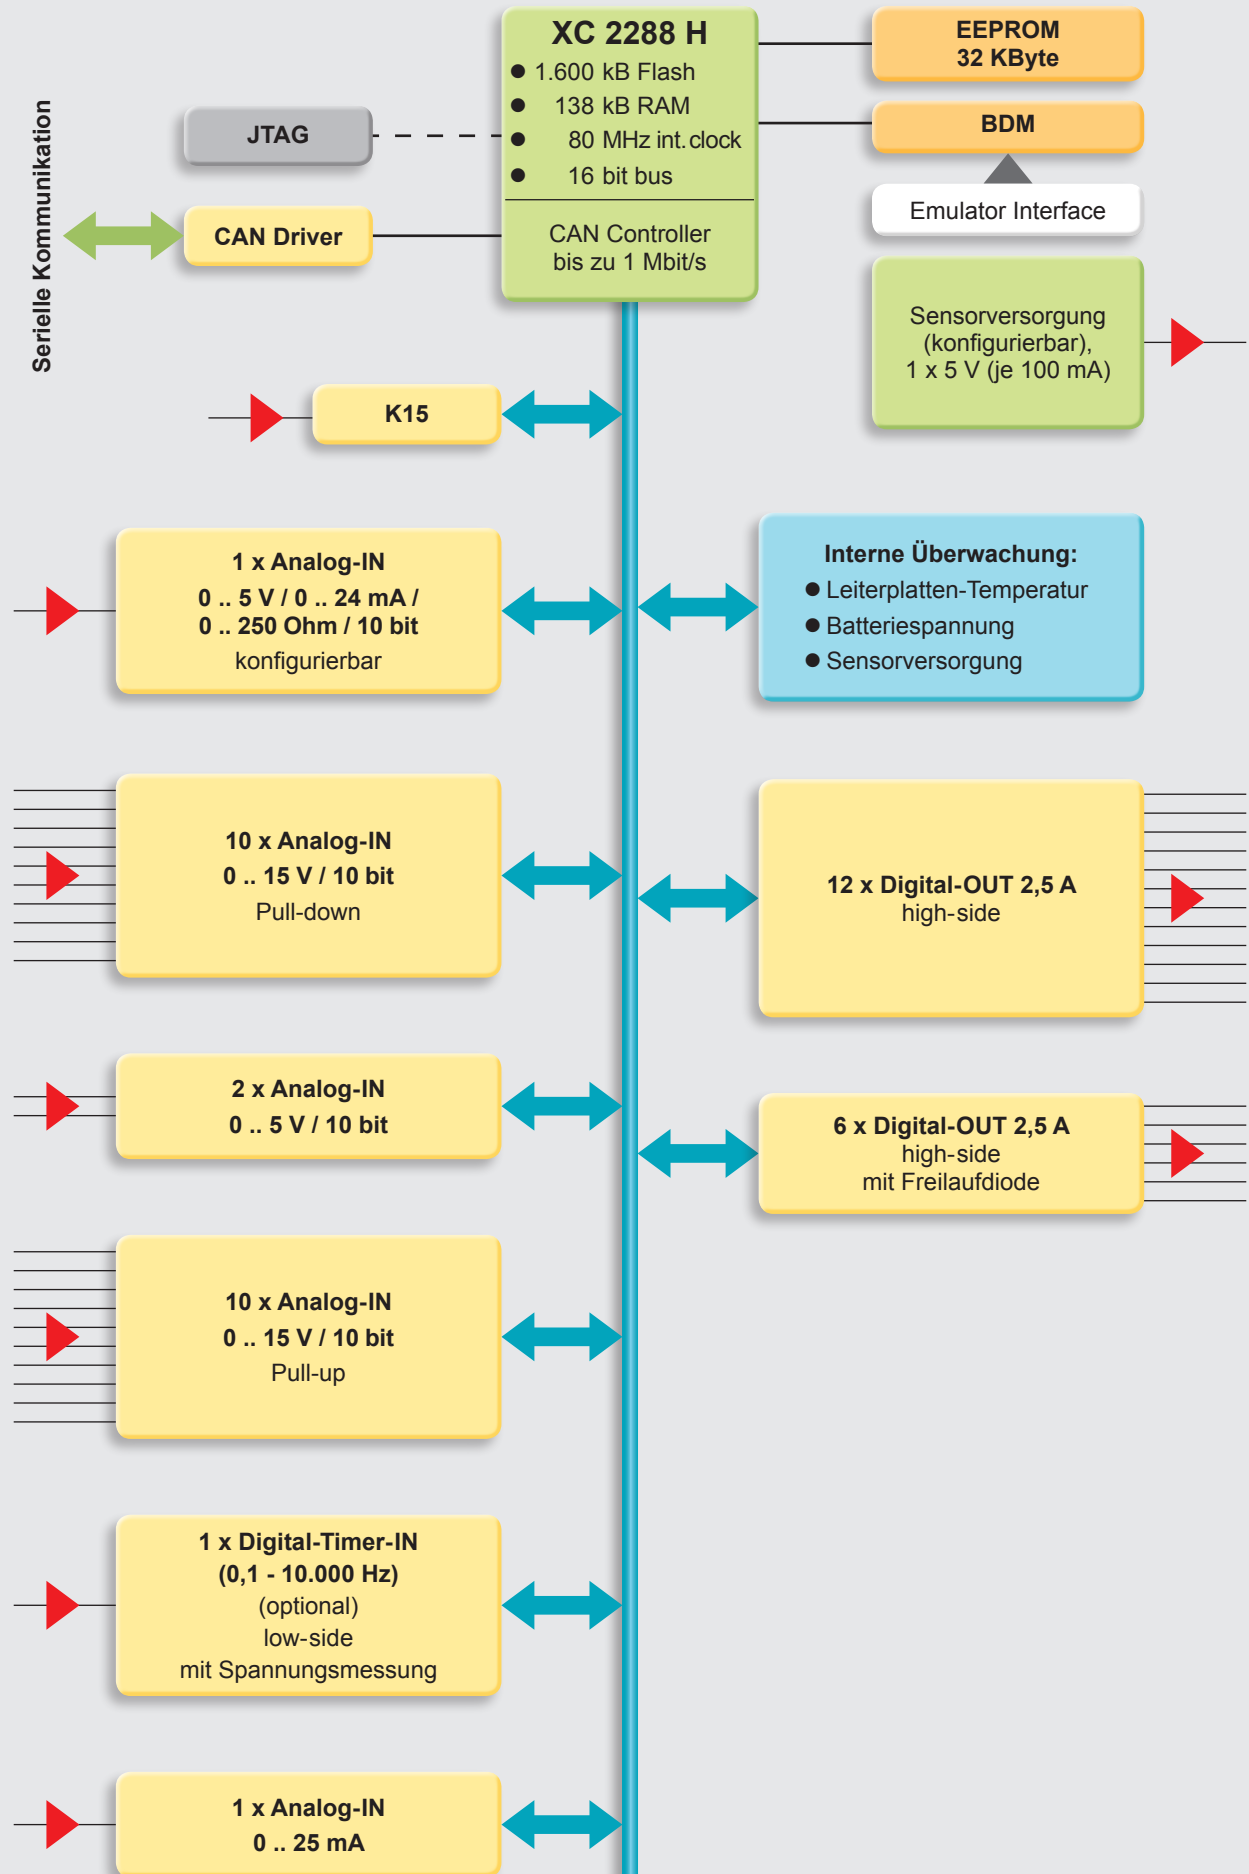 XC 2288 H
1.600 kB Flash
138 kB RAM
80 MHz int. clock
16 bit bus
CAN Controller
bis zu 1 Mbit/s
EEPROM
32 KByte
BDM
Emulator Interface
JTAG
CAN Driver
Serielle Kommunikation
Sensorversorgung
(konfigurierbar),
1 x 5 V (je 100 mA)
K15
1 x Analog-IN
0 .. 5 V / 0 .. 24 mA /
0 .. 250 Ohm / 10 bit
konfigurierbar
Interne Überwachung:
Leiterplatten-Temperatur
Batteriespannung
Sensorversorgung
10 x Analog-IN
0 .. 15 V / 10 bit
Pull-down
12 x Digital-OUT 2,5 A
high-side
2 x Analog-IN
0 .. 5 V / 10 bit
6 x Digital-OUT 2,5 A
high-side
mit Freilaufdiode
10 x Analog-IN
0 .. 15 V / 10 bit
Pull-up
1 x Digital-Timer-IN
(0,1 - 10.000 Hz)
(optional)
low-side
mit Spannungsmessung
1 x Analog-IN
0 .. 25 mA